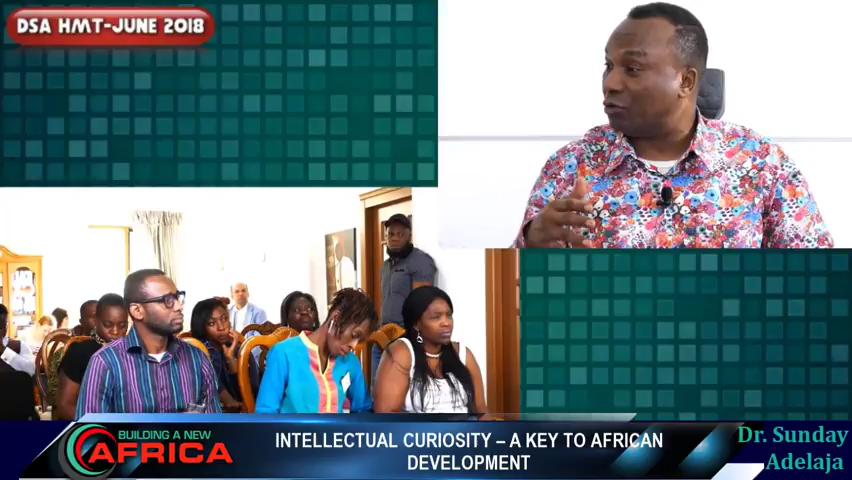 DSA HMT-JUNE 2018
BUILDING A NEW
AFRICA
INTELLECTUAL CURIOSITY – A KEY TO AFRICAN
DEVELOPMENT
Dr. Sunday
Adelaja